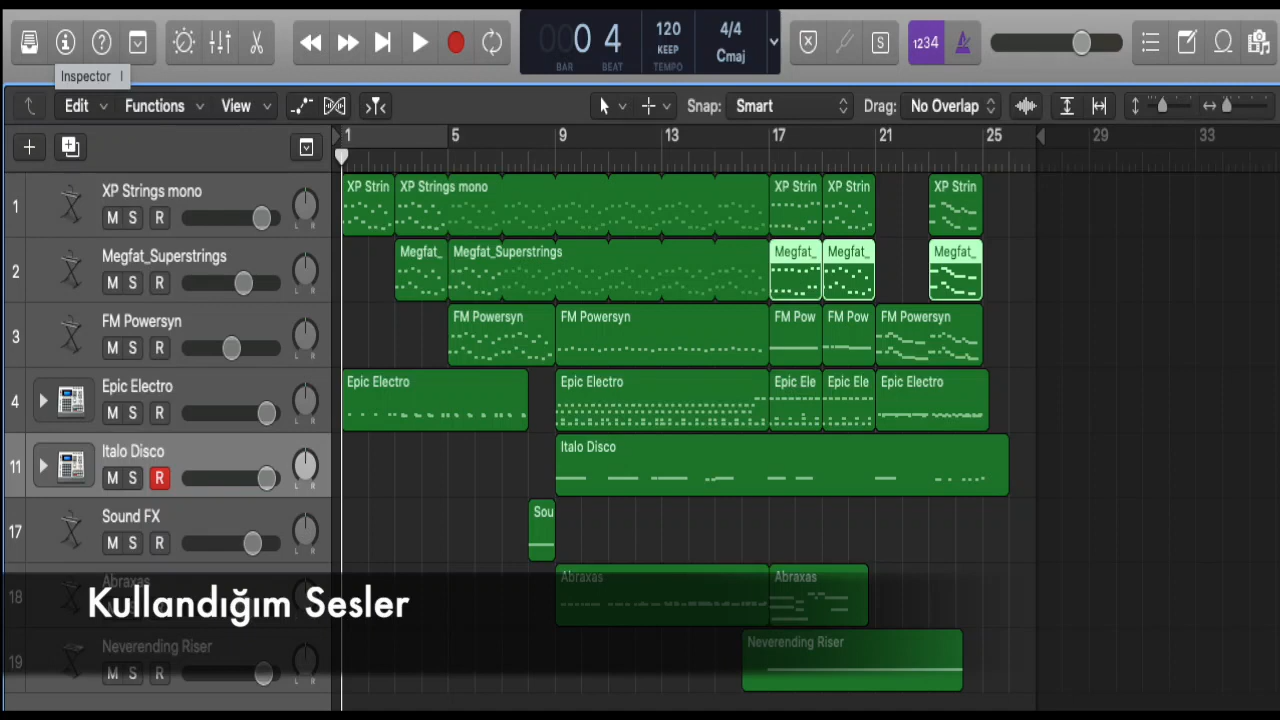 0 4
120
4/4
BAR BEAT
KEEP
TEMPO
Cmaj
S
1234
Inspector
Edit Functions View Snap: Smart Drag: No Overlap
1 5 9 13 17 21 25 29 33
1 XP Strings mono
M S R
L R
XP Strin XP Strings mono XP Strin XP Strin XP Strin
2 Megfat_Superstrings
M S R
L R
Megfat_ Megfat_Superstrings Megfat_ Megfat_ Megfat_
3 FM Powersyn
M S R
L R
FM Powersyn FM Powersyn FM Pow FM Pow FM Powersyn
4 Epic Electro
M S R
L R
Epic Electro Epic Electro Epic Ele Epic Ele Epic Electro
11 Italo Disco
M S R
L R
Italo Disco
17 Sound FX
M S R
L R
Sou
18 Abraxas
Abraxas Abraxas
Kullandığım Sesler
19 Neverending Riser
M S R
L R
Neverending Riser